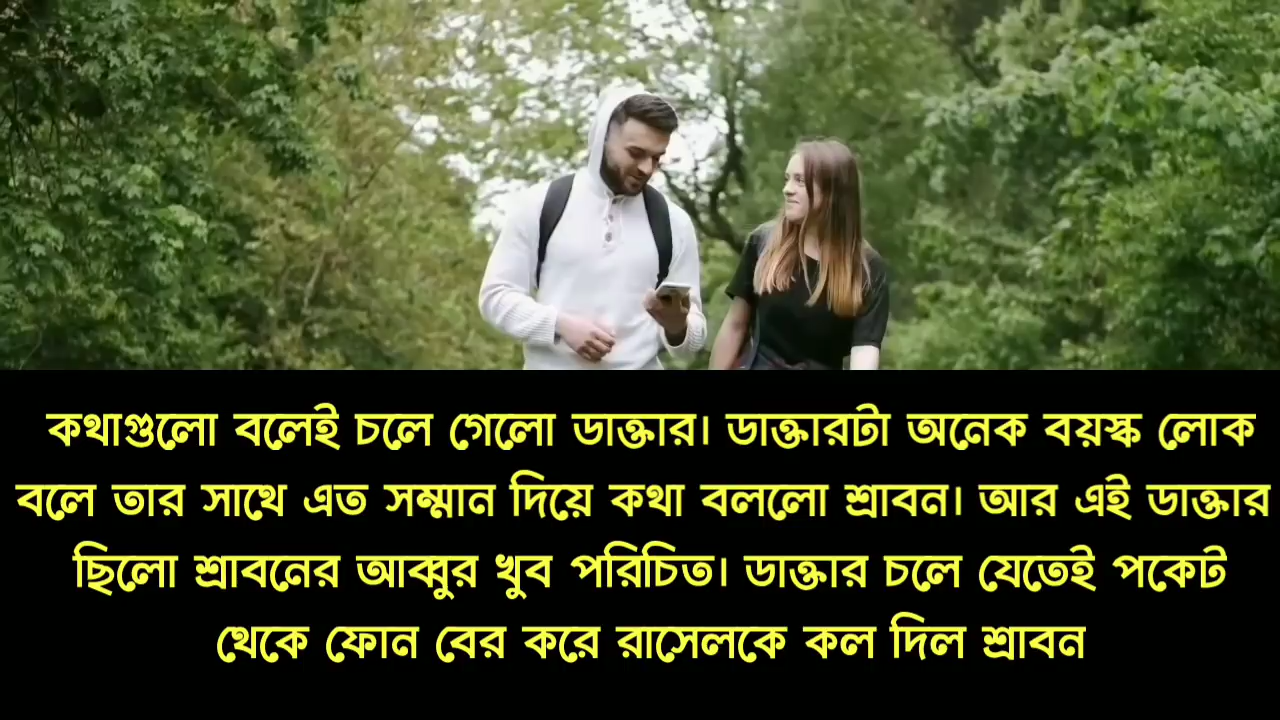 কথাগুলো বলেই চলে গেলো ডাক্তার। ডাক্তারটা অনেক বয়স্ক লোক
বলে তার সাথে এত সম্মান দিয়ে কথা বললো শ্রাবন। আর এই ডাক্তার
ছিলো শ্রাবনের আব্বুর খুব পরিচিত। ডাক্তার চলে যেতেই পকেট
থেকে ফোন বের করে রাসেলকে কল দিল শ্রাবন